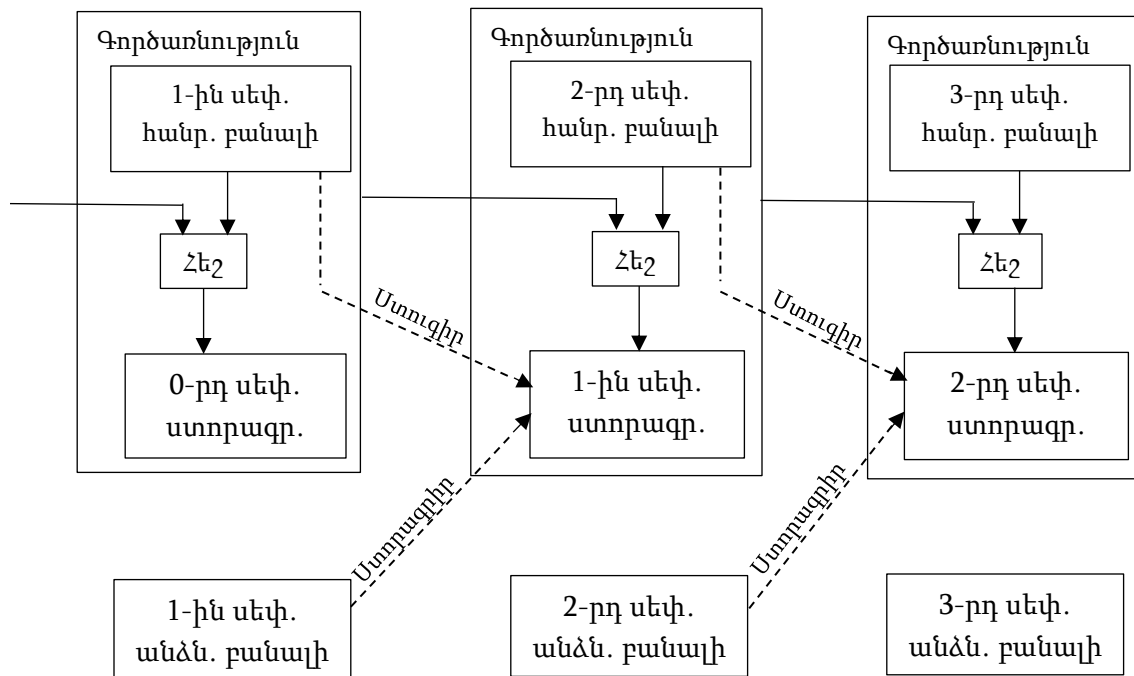 Գործառնություն
1-ին սեփ.
հանր. բանալի
Հեշ
0-րդ սեփ.
ստորագր.
Գործառնություն
2-րդ սեփ.
հանր. բանալի
Հեշ
Ստուգիր
1-ին սեփ.
ստորագր.
Գործառնություն
3-րդ սեփ.
հանր. բանալի
Հեշ
Ստուգիր
2-րդ սեփ.
ստորագր.
Ստորագրիր
Ստորագրիր
1-ին սեփ.
անձն. բանալի
2-րդ սեփ.
անձն. բանալի
3-րդ սեփ.
անձն. բանալի